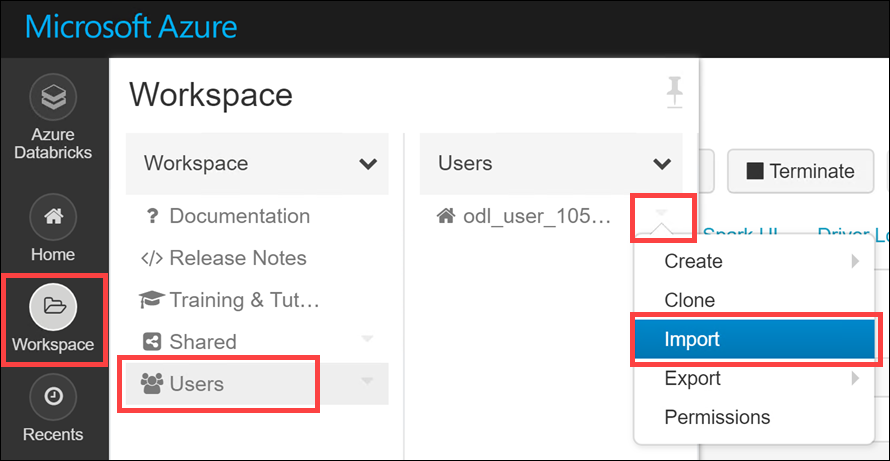 Microsoft Azure
Azure
Databricks
Home
Workspace
Recents
Workspace
Workspace
? Documentation
</> Release Notes
Training & Tut...
Shared
Users
Users
odl_user_105...
Terminate
Spark UI
Driver Lo
Create
Clone
Import
Export
Permissions